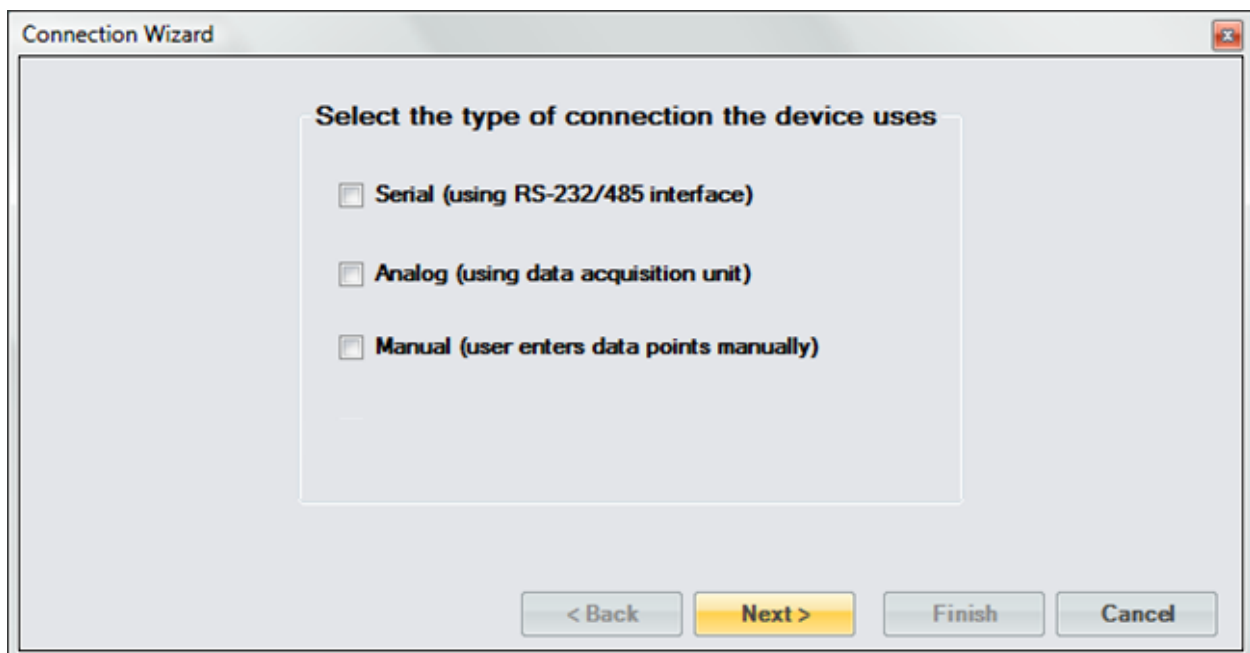 Connection Wizard
Select the type of connection the device uses
Serial (using RS-232/485 interface)
Analog (using data acquisition unit)
Manual (user enters data points manually)
< Back Next > Finish Cancel